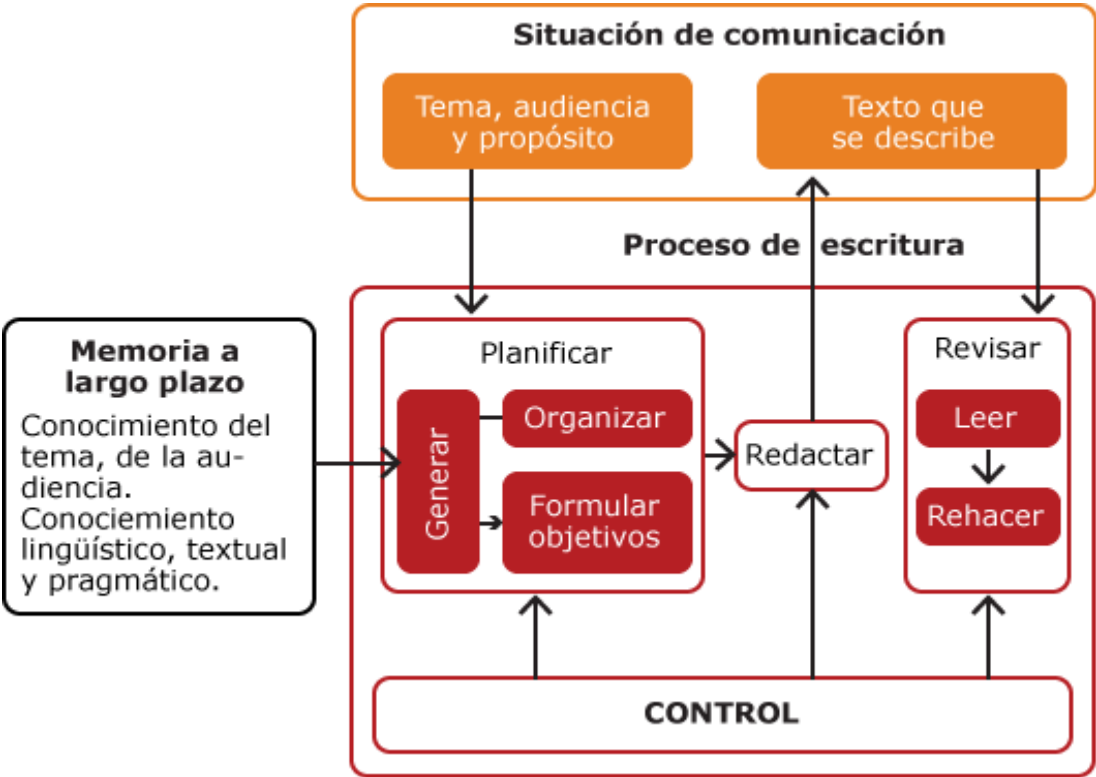 Situación de comunicación
Tema, audiencia
y propósito
Texto que
se describe
Proceso de escritura
Memoria a
largo plazo
Conocimiento del
tema, de la au-
diencia.
Conociemiento
lingüístico, textual
y pragmático.
Planificar
Generar
Organizar
Formular
objetivos
Redactar
Revisar
Leer
Rehacer
CONTROL